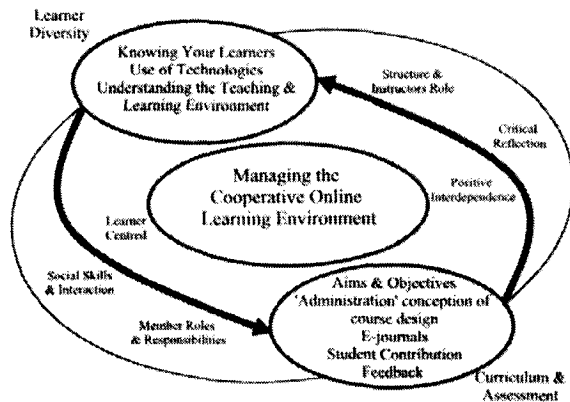 Learner
Diversity
Knowing Your Learners
Use of Technologies
Understanding the Teaching &
Learning Environment
Structure &
Instructors Role
Critical
Reflection
Managing the
Cooperative Online
Learning Environment
Positive
Interdependence
Learner
Centred
Social Skills
& Interaction
Member Roles
& Responsibilities
Aims & Objectives
'Administration' conception of
course design
E-journals
Student Contribution
Feedback
Curriculum &
Assessment